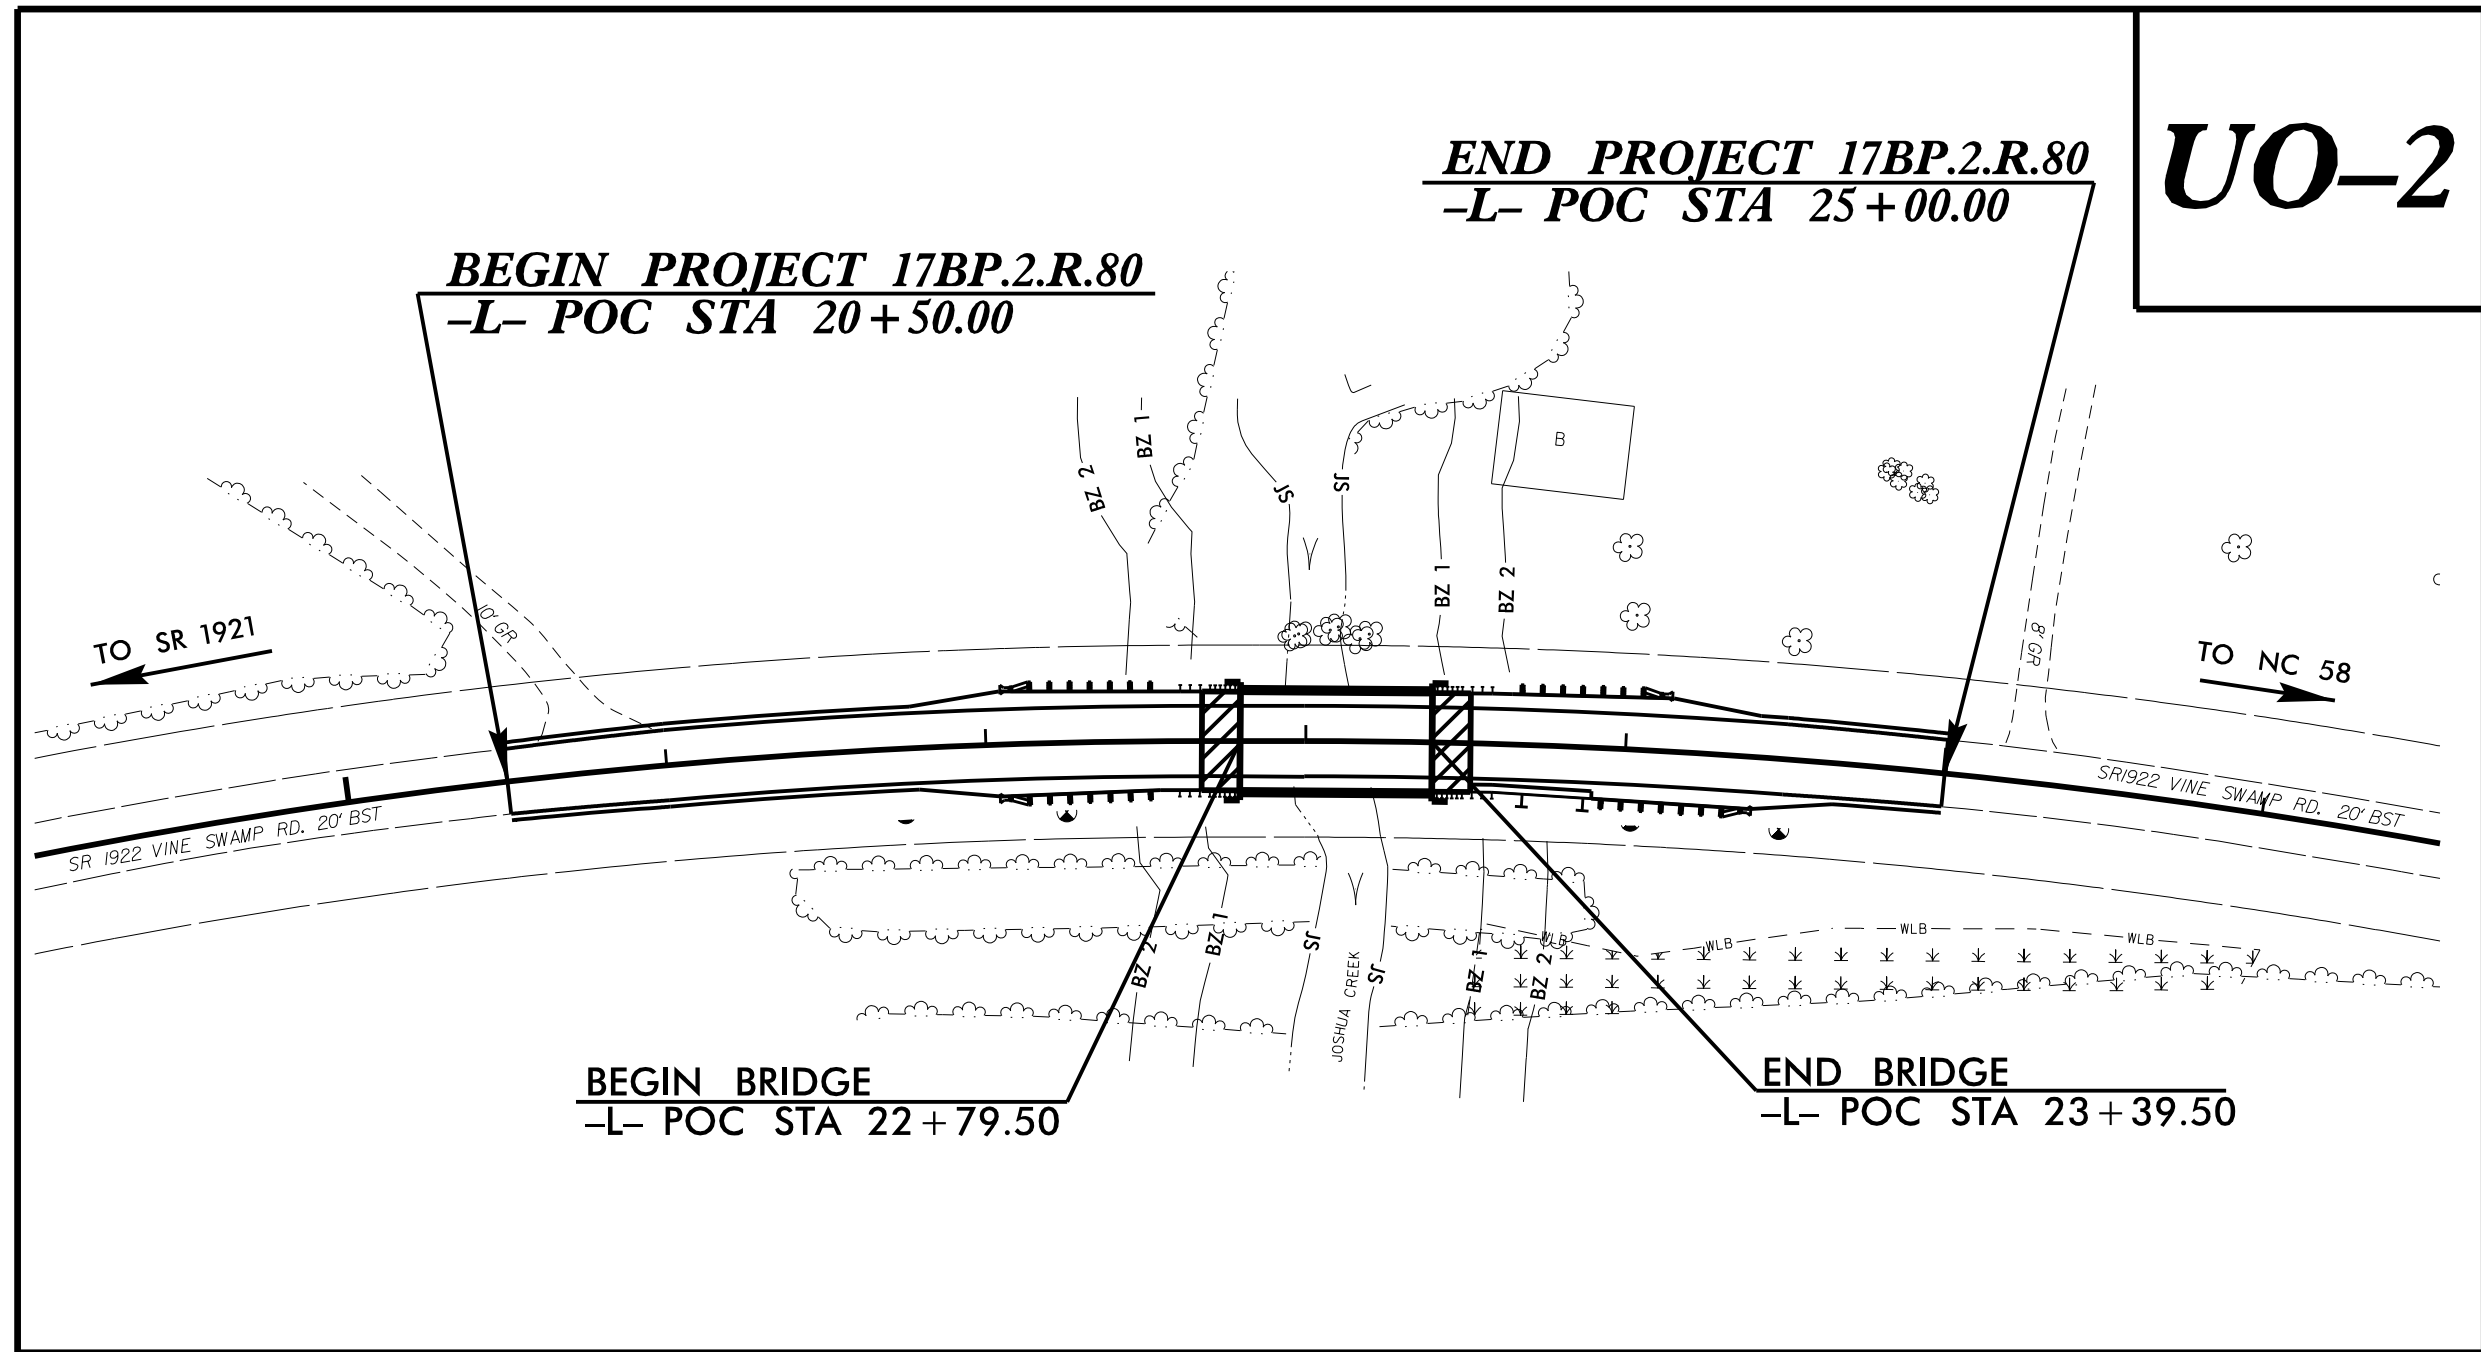 UO–2
END PROJECT 17BP.2.R.80
–L– POC STA 25+00.00
BEGIN PROJECT 17BP.2.R.80
–L– POC STA 20+50.00
BZ 2
BZ 1
JS
JS
B
BZ 1
BZ 2
10' GR
8' GR
TO SR 1921
TO NC 58
SR 1922 VINE SWAMP RD. 20' BST
SR1922 VINE SWAMP RD. 20' BST
BZ 2
BZ 1
JS
JOSHUA CREEK
JS
BZ 1
BZ 2
WLB
WLB
WLB
WLB
BEGIN BRIDGE
–L– POC STA 22+79.50
END BRIDGE
–L– POC STA 23+39.50